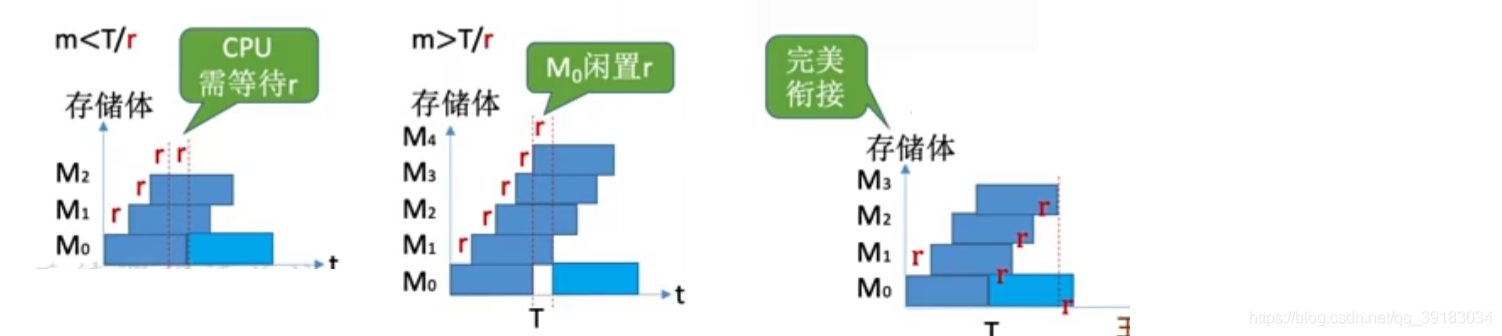 m<T/r
CPU
需等待r
存储体
r r
M₂
r
M₁
r
M₀
t
m>T/r
M₀闲置r
存储体
r
M₄
r
M₃
r
M₂
r
M₁
r
M₀
t
T
完美
衔接
存储体
M₃
r
M₂
r
M₁
r
r
M₀
r
T
https://blog.csdn.net/qq_39183034